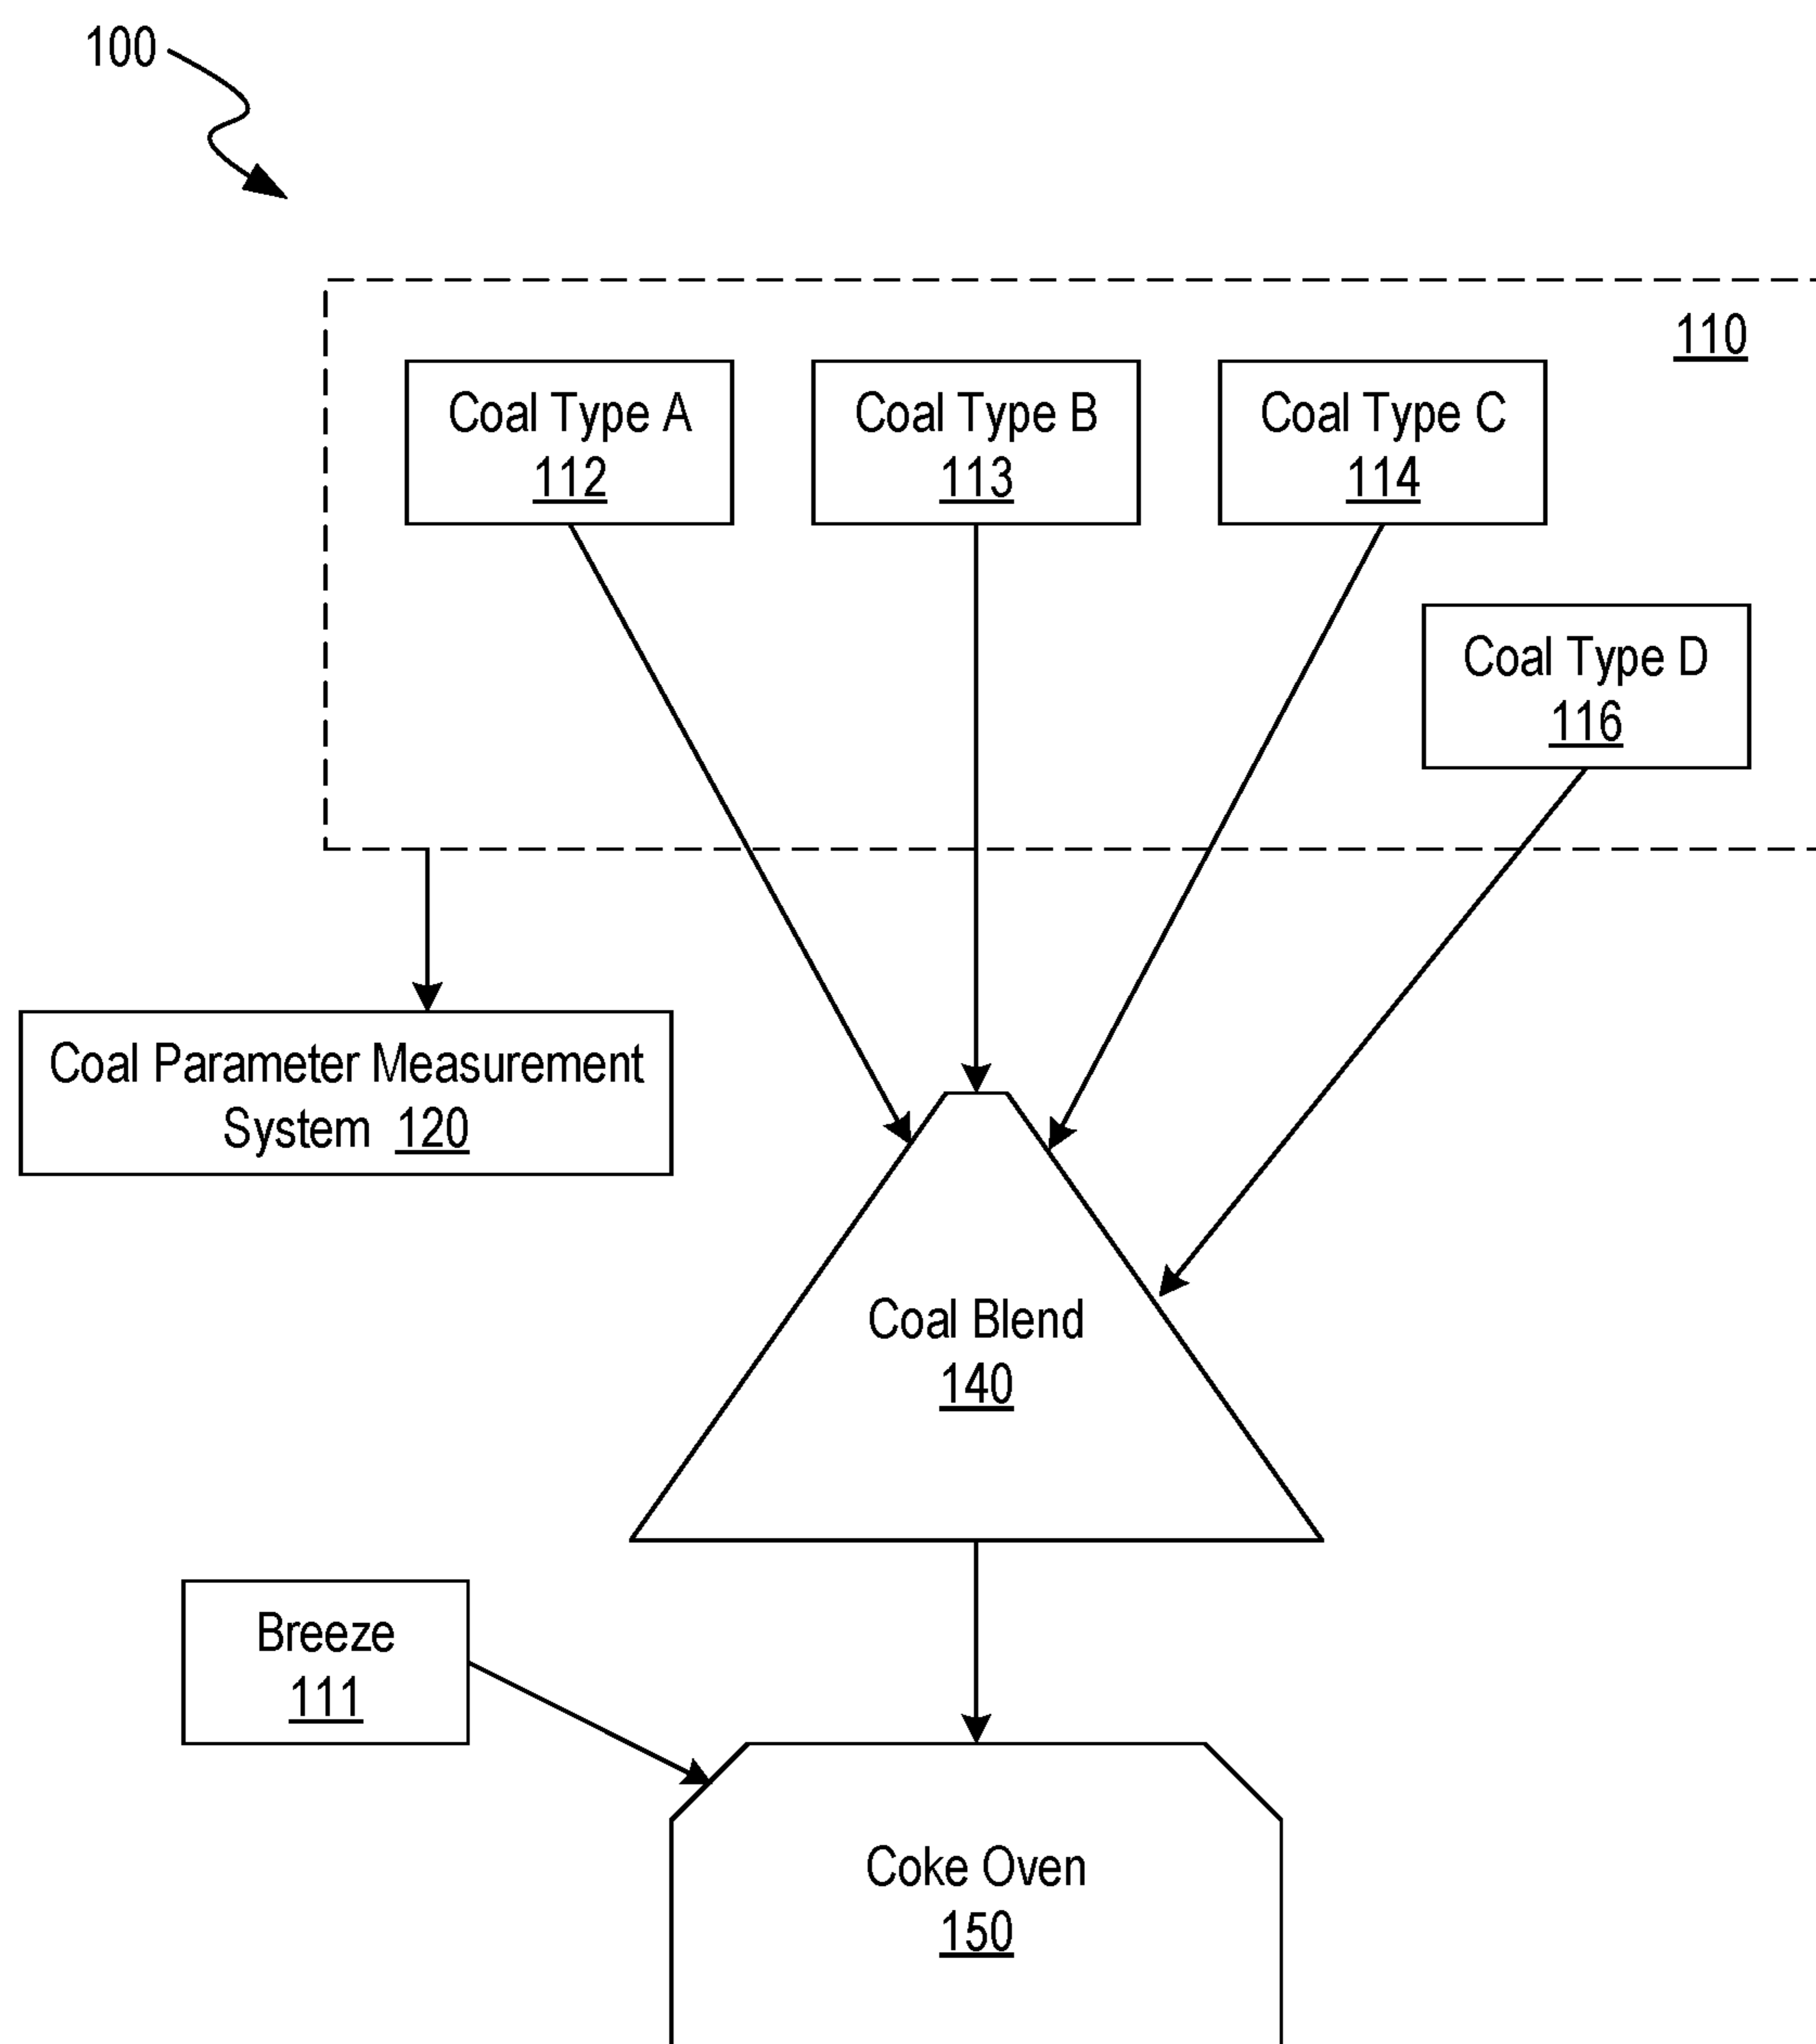 100
110
Coal Type A
112
Coal Type B
113
Coal Type C
114
Coal Type D
116
Coal Parameter Measurement
System 120
Coal Blend
140
Breeze
111
Coke Oven
150